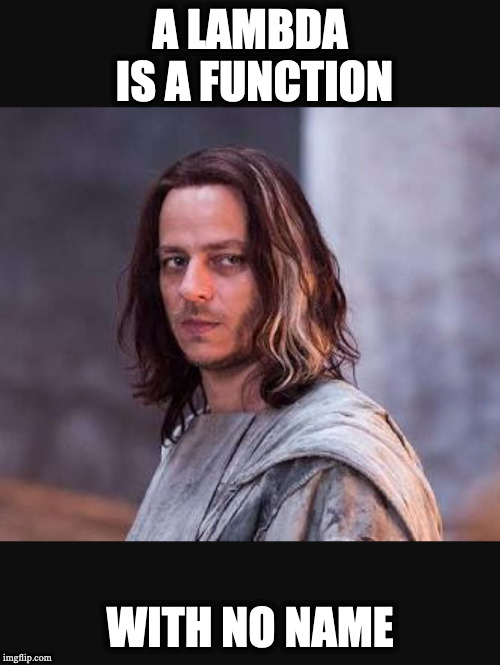 A LAMBDA
IS A FUNCTION
WITH NO NAME
imgflip.com